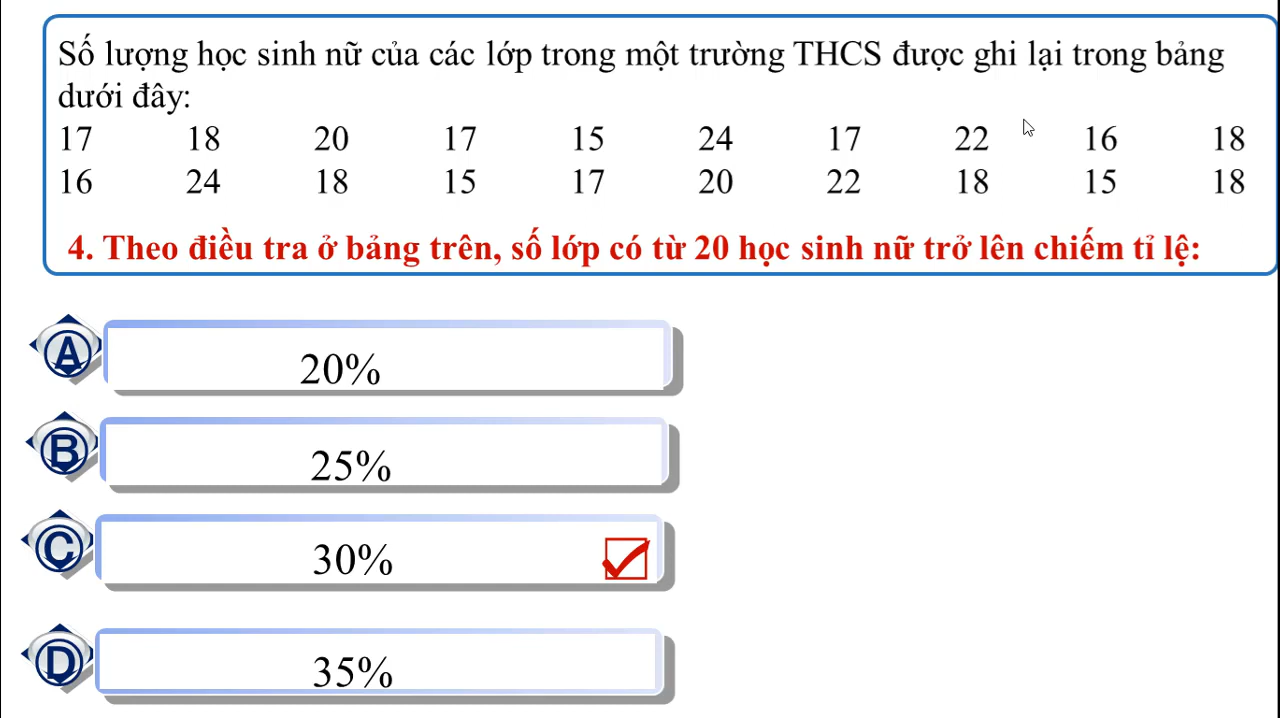 Số lượng học sinh nữ của các lớp trong một trường THCS được ghi lại trong bảng
dưới đây:
17 18 20 17 15 24 17 22 16 18
16 24 18 15 17 20 22 18 15 18
4. Theo điều tra ở bảng trên, số lớp có từ 20 học sinh nữ trở lên chiếm tỉ lệ:
A 20%
B 25%
C 30%
D 35%